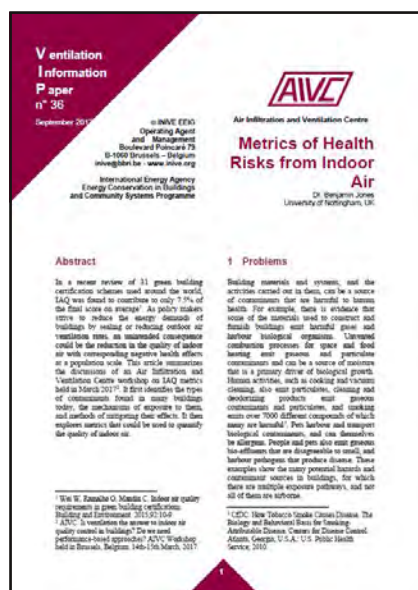 Ventilation
Information
Paper
n° 36
September 2017
© INIVE EEIG
Operating Agent
and Management
Boulevard Poincaré 79
B-1060 Brussels – Belgium
inive@bbri.be - www.inive.org
International Energy Agency
Energy Conservation in Buildings
and Community Systems Programme
AIVC
Air Infiltration and Ventilation Centre
Metrics of Health
Risks from Indoor
Air
Dr. Benjamin Jones
University of Nottingham, UK
Abstract
In a recent review of 31 green building
certification schemes used around the world,
IAQ was found to contribute to only 7.5% of
the final score on average¹. As policy makers
strive to reduce the energy demands of
buildings by sealing or reducing outdoor air
ventilation rates, an unintended consequence
could be the reduction in the quality of indoor
air with corresponding negative health effects
at a population scale. This article summarizes
the discussions of an Air Infiltration and
Ventilation Centre workshop on IAQ metrics
held in March 2017². It first identifies the types
of contaminants found in many buildings
today, the mechanisms of exposure to them,
and methods of mitigating their effects. It then
explores metrics that could be used to quantify
the quality of indoor air.
¹ Wei W, Ramalho O, Mandin C. Indoor air quality
requirements in green building certifications.
Building and Environment. 2015;92:10-9
² AIVC. Is ventilation the answer to indoor air
quality control in buildings? Do we need
performance-based approaches? AIVC Workshop
held in Brussels, Belgium, 14th-15th March, 2017.
1 Problems
Building materials and systems, and the
activities carried out in them, can be a source
of contaminants that are harmful to human
health. For example, there is evidence that
some of the materials used to construct and
furnish buildings emit harmful gases and
harbour biological organisms. Unvented
combustion processes for space and food
heating emit gaseous and particulate
contaminants and can be a source of moisture
that is a primary driver of biological growth.
Human activities, such as cooking and vacuum
cleaning, also emit particulates, cleaning and
deodorizing products emit gaseous
contaminants and particulates, and smoking
emits over 7000 different compounds of which
many are harmful³. Pets harbour and transport
biological contaminants, and can themselves
be allergens. People and pets also emit gaseous
bio-effluents that are disagreeable to smell, and
harbour pathogens that produce disease. These
examples show the many potential hazards and
contaminant sources in buildings, for which
there are multiple exposure pathways, and not
all of them are airborne.
³ CfDC. How Tobacco Smoke Causes Disease: The
Biology and Behavioral Basis for Smoking-
Attributable Disease. Centers for Disease Control.
Atlanta, Georgia, U.S.A.: U.S. Public Health
Service, 2010.
1